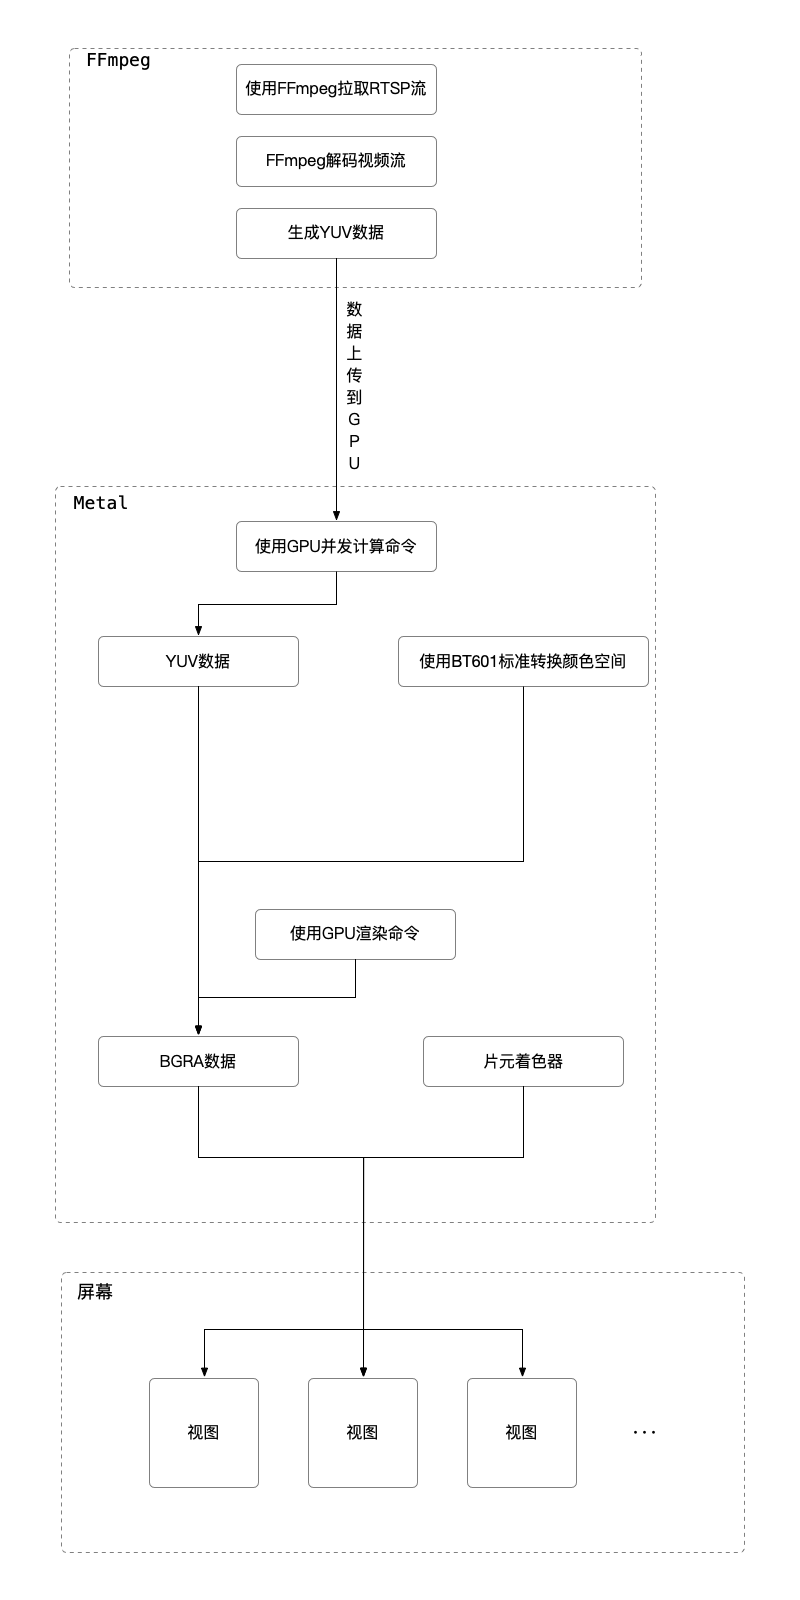 FFmpeg
使用FFmpeg拉取RTSP流
FFmpeg解码视频流
生成YUV数据
数据上传到GPU
Metal
使用GPU并发计算命令
YUV数据
使用BT601标准转换颜色空间
使用GPU渲染命令
BGRA数据
片元着色器
屏幕
视图
视图
视图
...